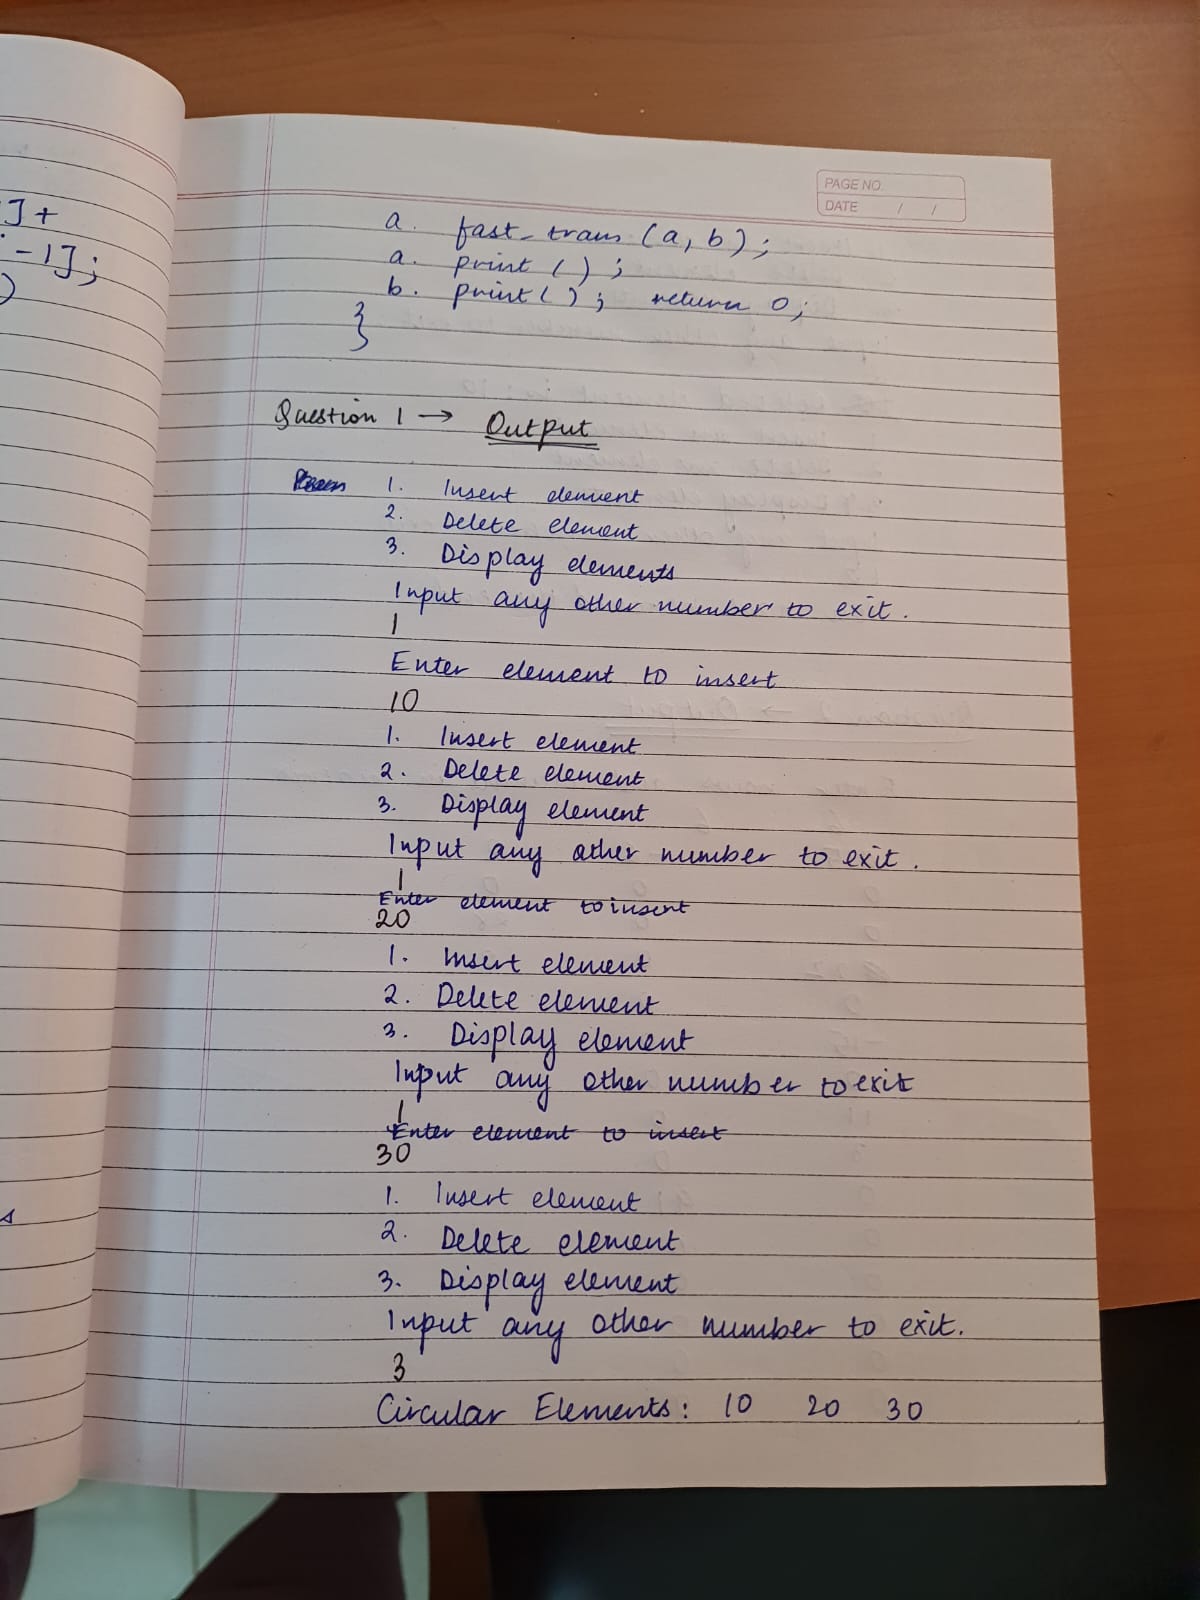 ]+
-1];
)
PAGE NO.
DATE / /
a. fast_trans (a, b);
a. print ( ) ;
b. print( ) ; return 0;
}
Question 1 → Output
1. Insert element
2. Delete element
3. Display elements
Input any other number to exit.
1
Enter element to insert
10
1. Insert element
2. Delete element
3. Display element
Input any other number to exit.
1
Enter element to insert
20
1. Insert element
2. Delete element
3. Display element
Input any other number to exit
1
Enter element to insert
30
1. Insert element
2. Delete element
3. Display element
Input any other number to exit.
3
Circular Elements: 10 20 30